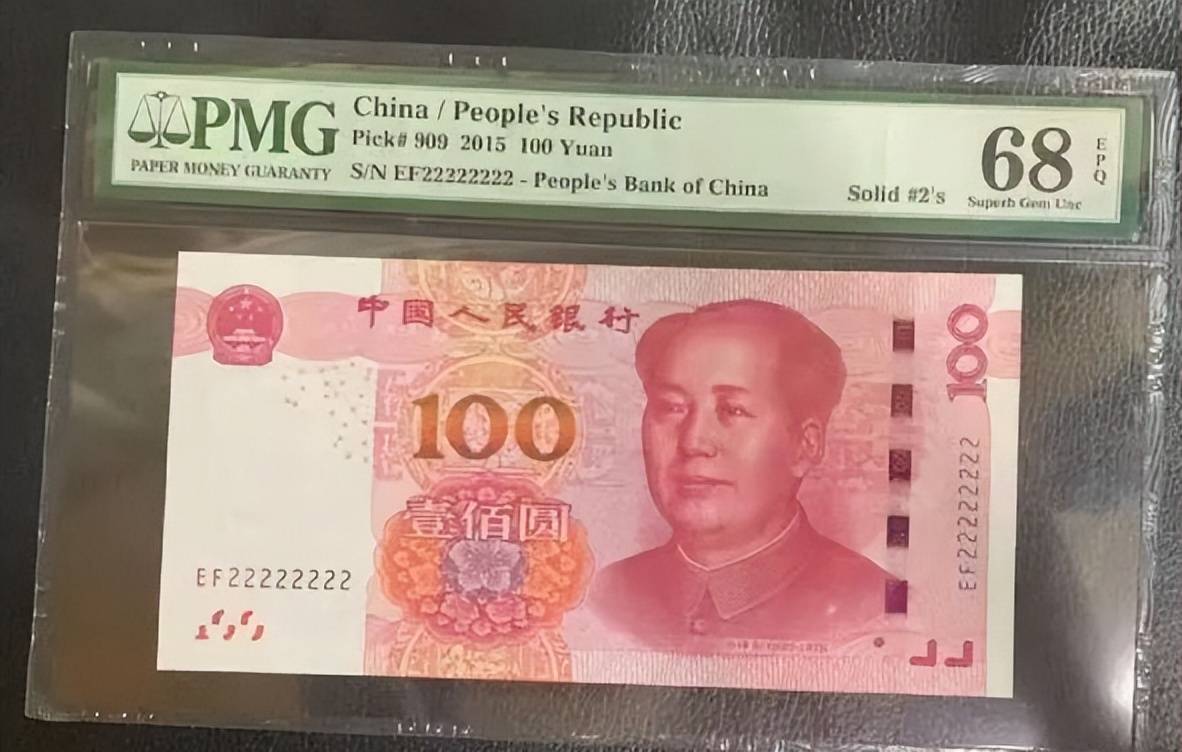 PMG
PAPER MONEY GUARANTY
China / People's Republic
Pick# 909 2015 100 Yuan
S/N EF22222222 - People's Bank of China
Solid #2's
68
EPQ
Superb Gem Unc
中国人民银行
100
100
壹佰圆
EF22222222
EF22222222